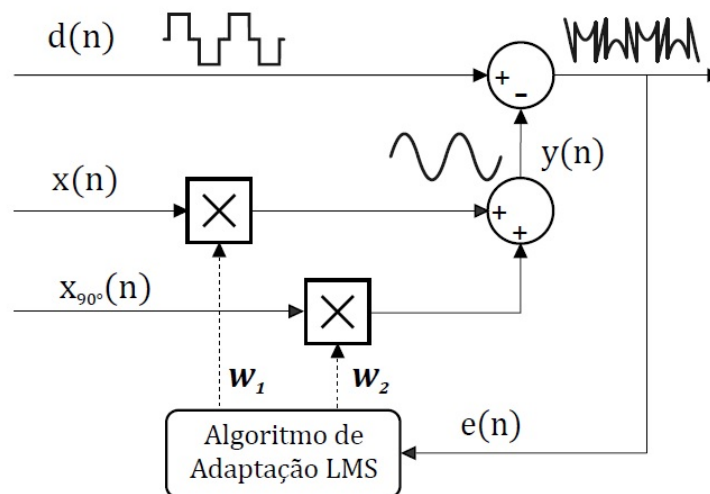 d(n)
+
-
y(n)
x(n)
+
+
x₉₀°(n)
w₁
w₂
e(n)
Algoritmo de
Adaptação LMS